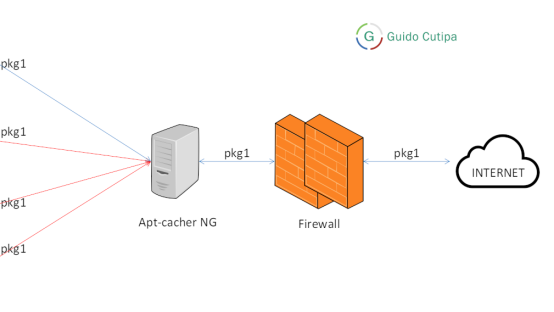 G Guido Cutipa
pkg1
pkg1
pkg1
pkg1
pkg1
pkg1
Apt-cacher NG
Firewall
INTERNET